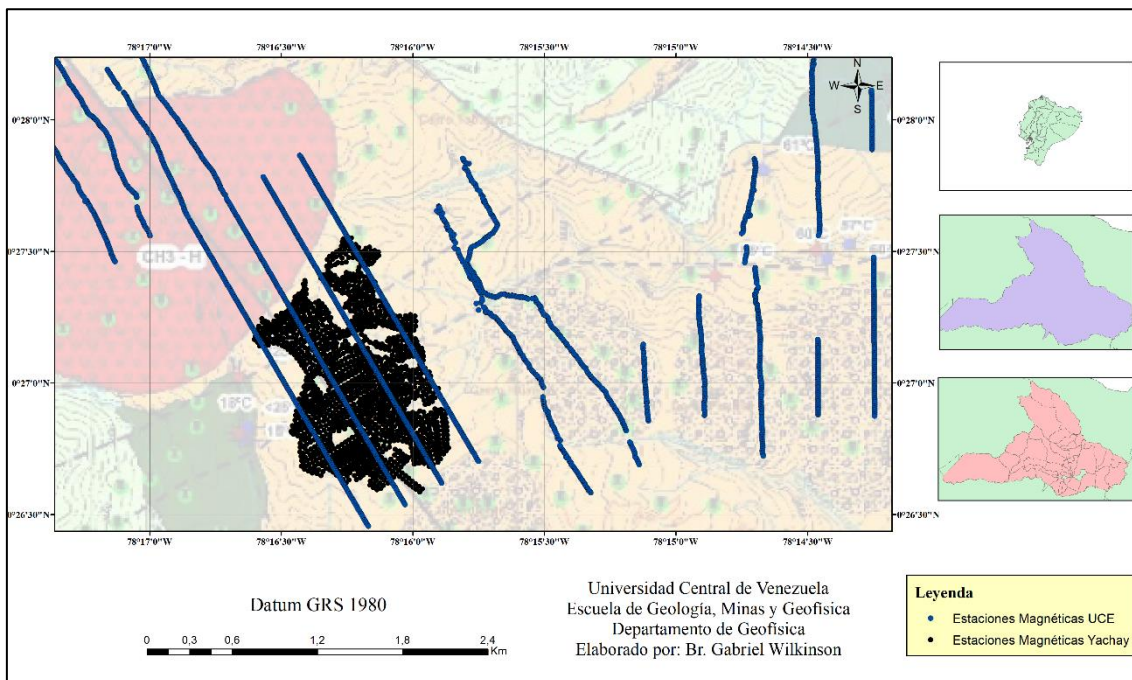 78°17'0"W 78°16'30"W 78°16'0"W 78°15'30"W 78°15'0"W 78°14'30"W
N
W E
S
0°28'0"N 0°28'0"N
61°C
0°27'30"N 0°27'30"N
CH3 - H
60°C 57°C
0°27'0"N 0°27'0"N
18°C
0°26'30"N 0°26'30"N
78°17'0"W 78°16'30"W 78°16'0"W 78°15'30"W 78°15'0"W 78°14'30"W
Datum GRS 1980
0 0,3 0,6 1,2 1,8 2,4
Km
Universidad Central de Venezuela
Escuela de Geología, Minas y Geofísica
Departamento de Geofísica
Elaborado por: Br. Gabriel Wilkinson
Leyenda
Estaciones Magnéticas UCE
Estaciones Magnéticas Yachay